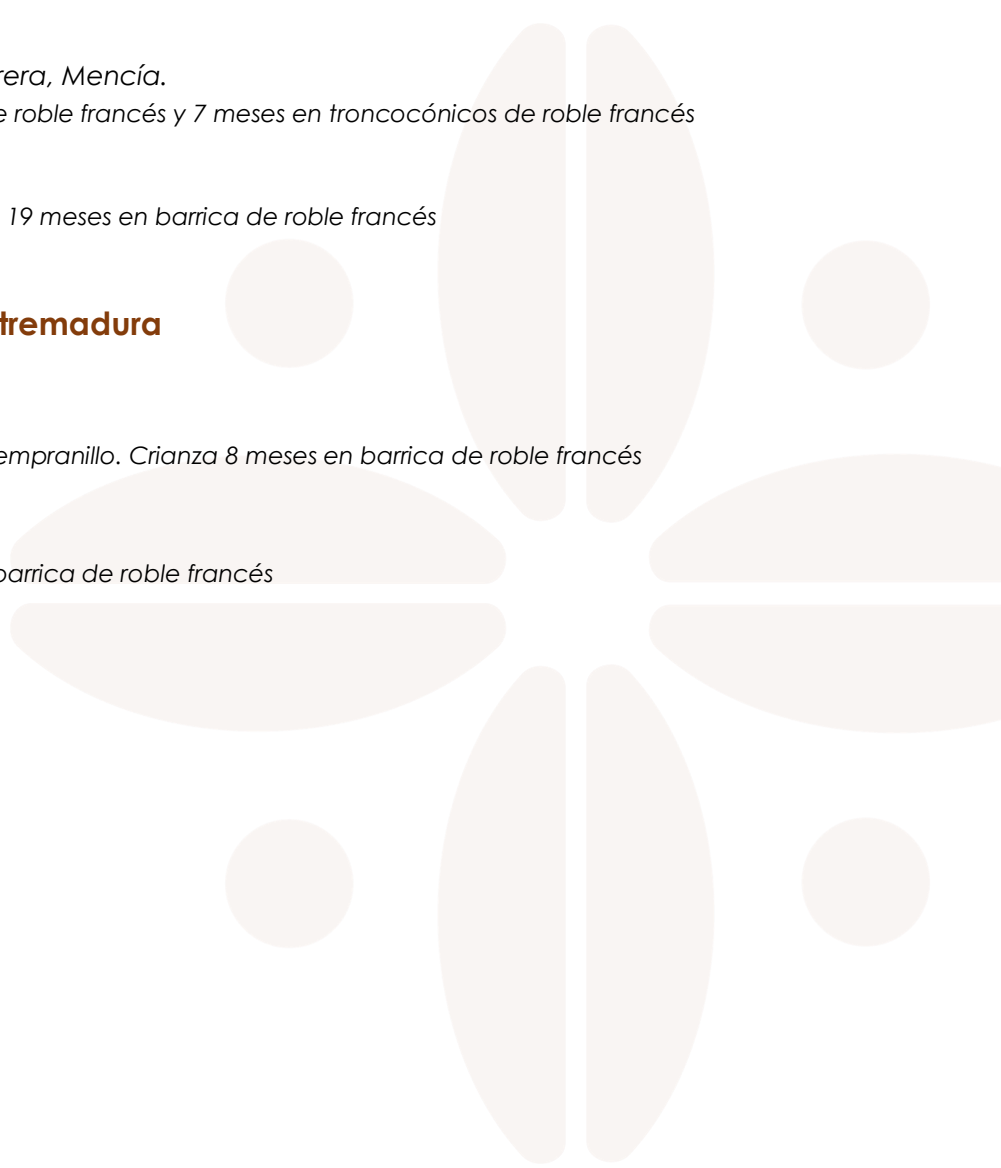 rera, Mencía.
e roble francés y 7 meses en troncocónicos de roble francés
19 meses en barrica de roble francés
tremadura
empranillo. Crianza 8 meses en barrica de roble francés
barrica de roble francés